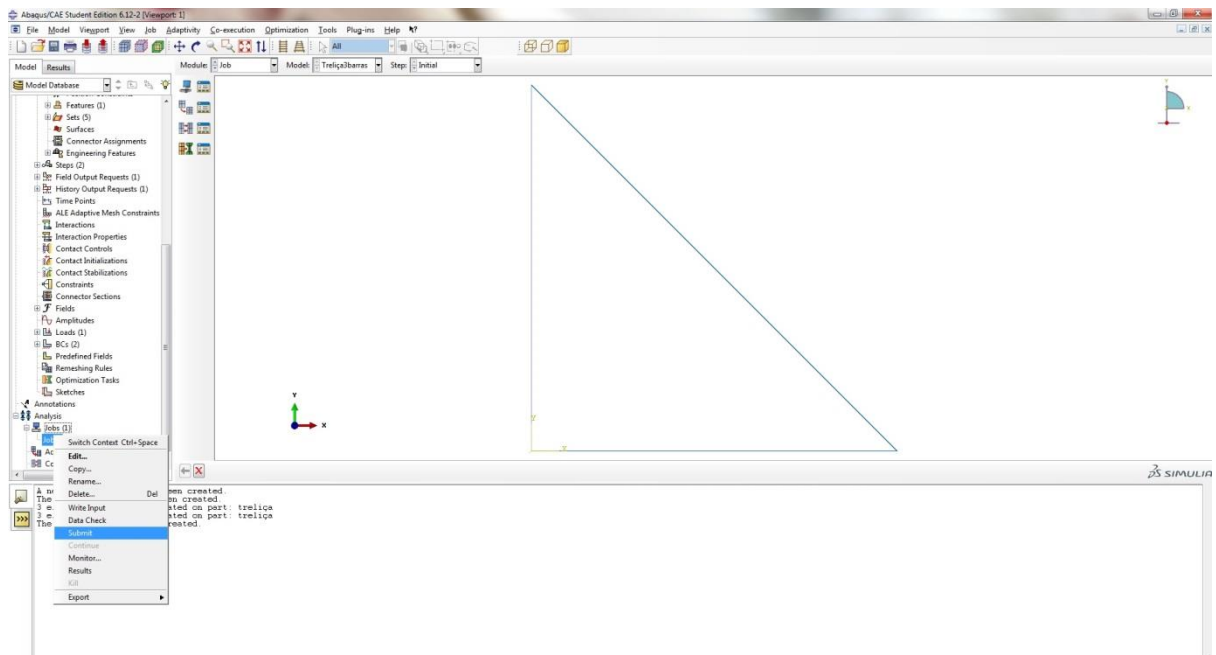 Abaqus/CAE Student Edition 6.12-2 [Viewport: 1]
File Model Viewport View Job Adaptivity Co-execution Optimization Tools Plug-ins Help
All
Model Results Module: Job Model: Treliça3barras Step: Initial
Model Database
Features (1)
Sets (5)
Surfaces
Connector Assignments
Engineering Features
Steps (2)
Field Output Requests (1)
History Output Requests (1)
Time Points
ALE Adaptive Mesh Constraints
Interactions
Interaction Properties
Contact Controls
Contact Initializations
Contact Stabilizations
Constraints
Connector Sections
Fields
Amplitudes
Loads (1)
BCs (2)
Predefined Fields
Remeshing Rules
Optimization Tasks
Sketches
Annotations
Analysis
Jobs (1)
Switch Context Ctrl+Space
Edit...
Copy...
Rename...
Delete... Del
Write Input
Data Check
Submit
Continue
Monitor...
Results
Kill
Export
Y
X
Y
X
SIMULIA
een created.
The en created.
3 e ated on part: treliça
3 e ated on part: treliça
The reated.